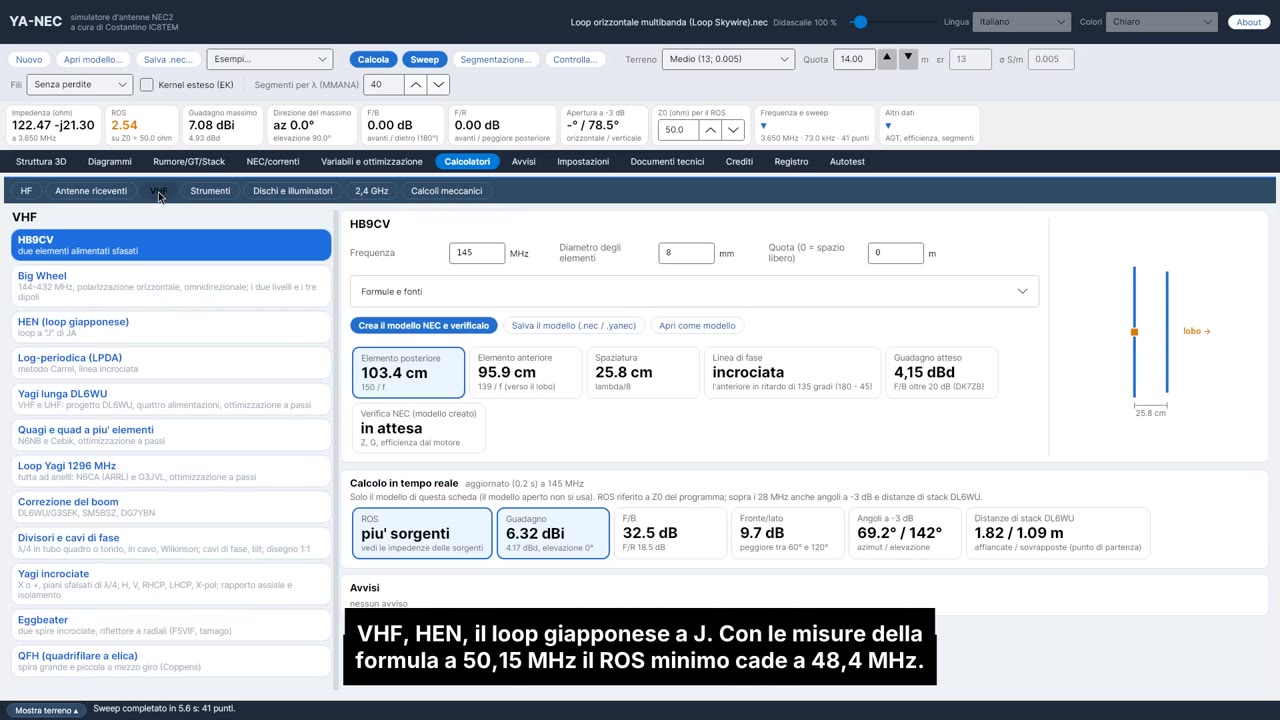 YA-NEC
simulatore d'antenne NEC2
a cura di Costantino IC8TEM
Loop orizzontale multibanda (Loop Skywire).nec
Didascalie 100 %
Lingua Italiano Colori Chiaro About
Nuovo Apri modello... Salva .nec... Esempi... Calcola Sweep Segmentazione... Controlla... Terreno Medio (13; 0.005) Quota 14.00 m εr 13 σ S/m 0.005
Fili Senza perdite Kernel esteso (EK) Segmenti per λ (MMANA) 40
Impedenza (ohm) ROS Guadagno massimo Direzione del massimo F/B F/R Apertura a -3 dB Z0 (ohm) per il ROS Frequenza e sweep Altri dati
122.47 -j21.30 2.54 7.08 dBi az 0.0° 0.00 dB 0.00 dB -° / 78.5° 50.0 ▾ ▾
a 3.650 MHz su Z0 = 50.0 ohm 4.93 dBd elevazione 90.0° avanti / dietro (180°) avanti / peggiore posteriore orizzontale / verticale 3.650 MHz · 73.0 kHz · 41 punti AGT, efficienza, segmenti
Struttura 3D Diagrammi Rumore/GT/Stack NEC/correnti Variabili e ottimizzazione Calcolatori Avvisi Impostazioni Documenti tecnici Crediti Registro Autotest
HF Antenne riceventi VHF Strumenti Dischi e illuminatori 2,4 GHz Calcoli meccanici
VHF
HB9CV
due elementi alimentati sfasati
Big Wheel
144-432 MHz, polarizzazione orizzontale, omnidirezionale; i due livelli e i tre
dipoli
HEN (loop giapponese)
loop a "J" di JA
Log-periodica (LPDA)
metodo Carrel, linea incrociata
Yagi lunga DL6WU
VHF e UHF: progetto DL6WU, quattro alimentazioni, ottimizzazione a passi
Quagi e quad a piu' elementi
N6NB e Cebik, ottimizzazione a passi
Loop Yagi 1296 MHz
tutta ad anelli: N6CA (ARRL) e G3JVL, ottimizzazione a passi
Correzione del boom
DL6WU/G3SEK, SM5BSZ, DG7YBN
Divisori e cavi di fase
λ/4 in tubo quadro o tondo, in cavo, Wilkinson; cavi di fase, tilt; disegno 1:1
Yagi incrociate
X o +, piani sfalsati di λ/4; H, V, RHCP, LHCP, X-pol; rapporto assiale e
isolamento
Eggbeater
due spire incrociate, riflettore a radiali (F5VIF, tamago)
QFH (quadrifilare a elica)
spira grande e piccola a mezzo giro (Coppens)
HB9CV
Frequenza 145 MHz Diametro degli elementi 8 mm Quota (0 = spazio libero) 0 m
Formule e fonti
Crea il modello NEC e verificalo Salva il modello (.nec / .yanec) Apri come modello
Elemento posteriore Elemento anteriore Spaziatura Linea di fase Guadagno atteso
103.4 cm 95.9 cm 25.8 cm incrociata 4,15 dBd
150 / f 139 / f (verso il lobo) lambda/8 l'anteriore in ritardo di 135 gradi (180 - 45) F/B oltre 20 dB (DK7ZB)
Verifica NEC (modello creato)
in attesa
Z, G, efficienza dal motore
lobo →
25.8 cm
Calcolo in tempo reale aggiornato (0.2 s) a 145 MHz
Solo il modello di questa scheda (il modello aperto non si usa). ROS riferito a Z0 del programma; sopra i 28 MHz anche angoli a -3 dB e distanze di stack DL6WU.
ROS Guadagno F/B Fronte/lato Angoli a -3 dB Distanze di stack DL6WU
piu' sorgenti 6.32 dBi 32.5 dB 9.7 dB 69.2° / 142° 1.82 / 1.09 m
vedi le impedenze delle sorgenti 4.17 dBd, elevazione 0° F/R 18.5 dB peggiore tra 60° e 120° azimut / elevazione affiancate / sovrapposte (punto di partenza)
Avvisi
nessun avviso
VHF, HEN, il loop giapponese a J. Con le misure della
formula a 50,15 MHz il ROS minimo cade a 48,4 MHz.
Mostra terreno ▴ Sweep completato in 5.6 s: 41 punti.